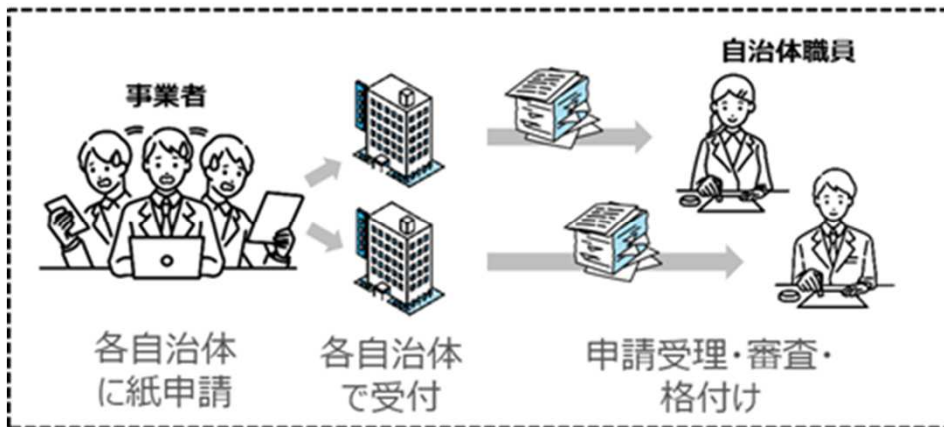 事業者
自治体職員
各自治体
に紙申請
各自治体
で受付
申請受理・審査・
格付け